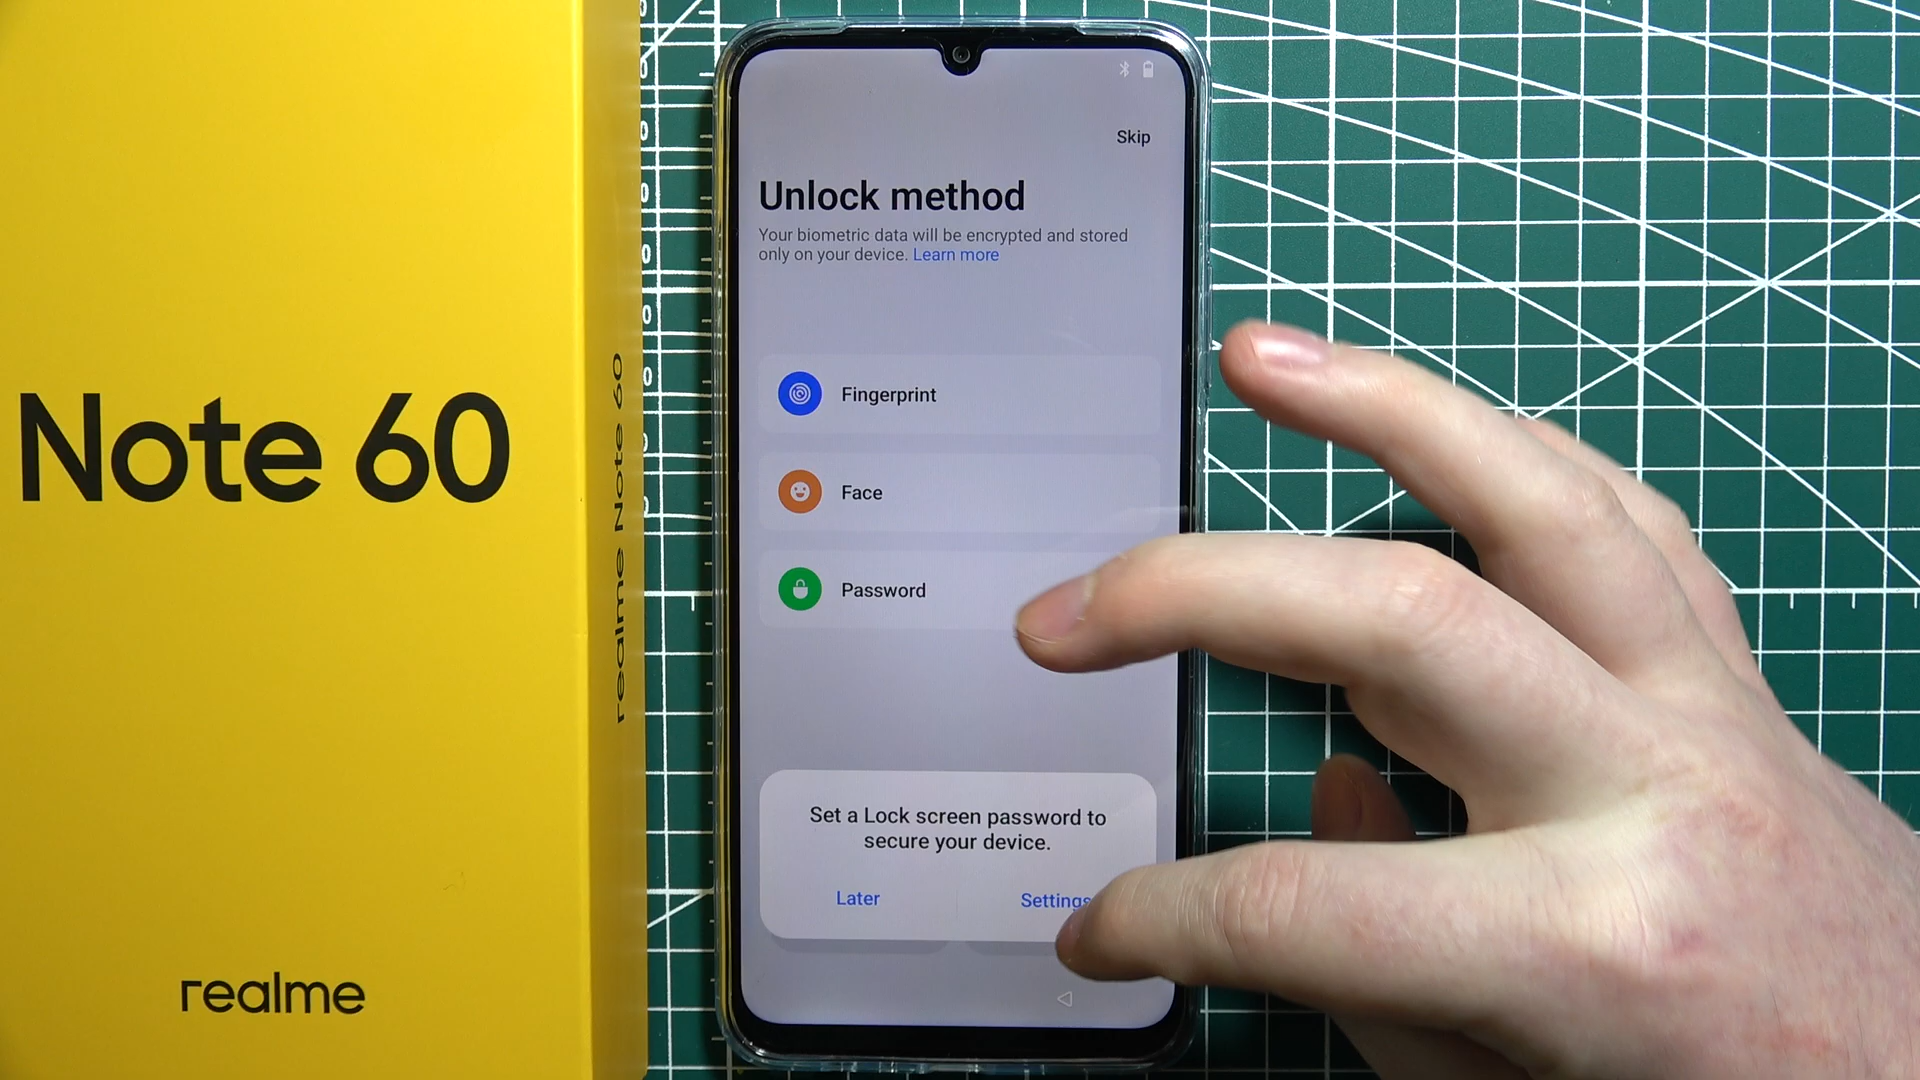 Note 60
realme
realme Note 60
Skip
Unlock method
Your biometric data will be encrypted and stored
only on your device. Learn more
Fingerprint
Face
Password
Set a Lock screen password to
secure your device.
Later
Settings